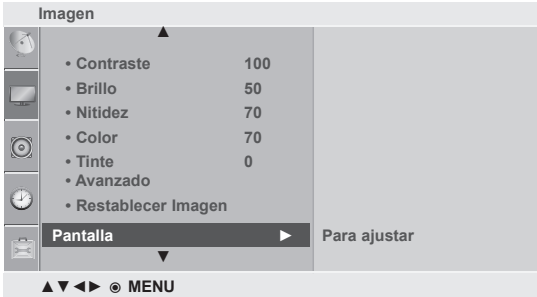 Imagen
▲
• Contraste 100
• Brillo 50
• Nitidez 70
• Color 70
• Tinte 0
• Avanzado
• Restablecer Imagen
Pantalla ► Para ajustar
▼
▲▼◄► ◉ MENU